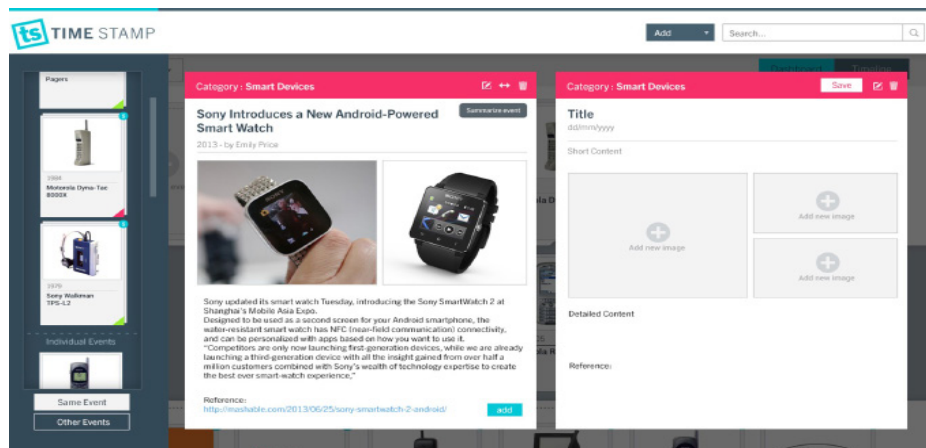 ts TIME STAMP
Add
Search...
Dashboard
Timeline
Pagers
5
1984
Motorola Dyna-Tac
8000X
5
1979
Sony Walkman
TPS-L2
Individual Events
Same Event
Other Events
Category : Smart Devices
Sony Introduces a New Android-Powered
Smart Watch
Summarize event
2013 - by Emily Price
SONY
Sony updated its smart watch Tuesday, introducing the Sony SmartWatch 2 at
Shanghai's Mobile Asia Expo.
Designed to be used as a second screen for your Android smartphone, the
water-resistant smart watch has NFC (near-field communication) connectivity,
and can be personalized with apps based on how you want to use it.
"Competitors are only now launching first-generation devices, while we are already
launching a third-generation device with all the insight gained from over half a
million customers combined with Sony's wealth of technology expertise to create
the best ever smart-watch experience,"
Reference:
http://mashable.com/2013/06/25/sony-smartwatch-2-android/
add
Category : Smart Devices
Save
Title
dd/mm/yyyy
Short Content
Add new image
Add new image
Add new image
Detailed Content
Reference: